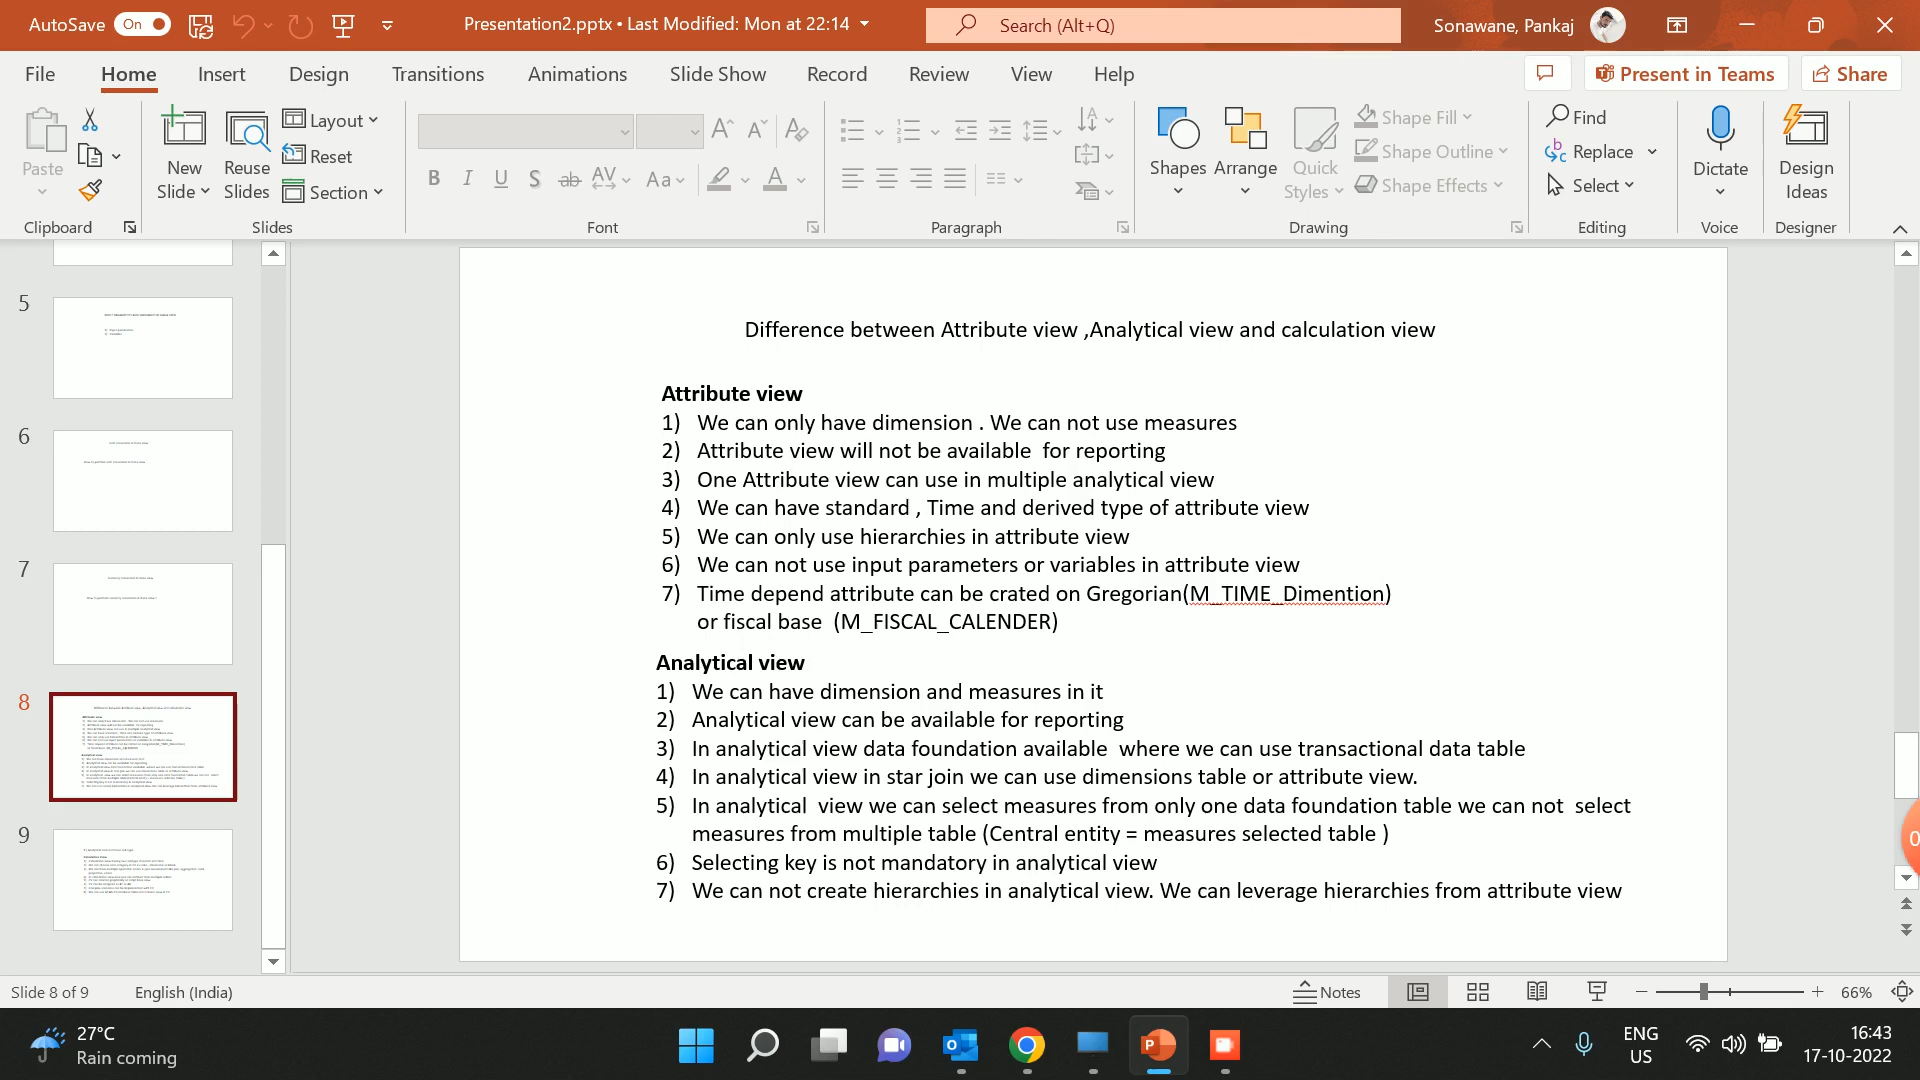 AutoSave On Presentation2.pptx • Last Modified: Mon at 22:14 Search (Alt+Q) Sonawane, Pankaj
File Home Insert Design Transitions Animations Slide Show Record Review View Help Present in Teams Share
Paste New Slide Reuse Slides Layout Reset Section Shapes Arrange Quick Styles Shape Fill Shape Outline Shape Effects Find Replace Select Dictate Design Ideas
B I U S ab AV Aa A
Clipboard Slides Font Paragraph Drawing Editing Voice Designer
5
6
7
8
9
Difference between Attribute view ,Analytical view and calculation view
Attribute view
1) We can only have dimension . We can not use measures
2) Attribute view will not be available for reporting
3) One Attribute view can use in multiple analytical view
4) We can have standard , Time and derived type of attribute view
5) We can only use hierarchies in attribute view
6) We can not use input parameters or variables in attribute view
7) Time depend attribute can be crated on Gregorian(M_TIME_Dimention)
or fiscal base (M_FISCAL_CALENDER)
Analytical view
1) We can have dimension and measures in it
2) Analytical view can be available for reporting
3) In analytical view data foundation available where we can use transactional data table
4) In analytical view in star join we can use dimensions table or attribute view.
5) In analytical view we can select measures from only one data foundation table we can not select
measures from multiple table (Central entity = measures selected table )
6) Selecting key is not mandatory in analytical view
7) We can not create hierarchies in analytical view. We can leverage hierarchies from attribute view
Slide 8 of 9 English (India) Notes 66%
27°C
Rain coming
ENG
US
16:43
17-10-2022